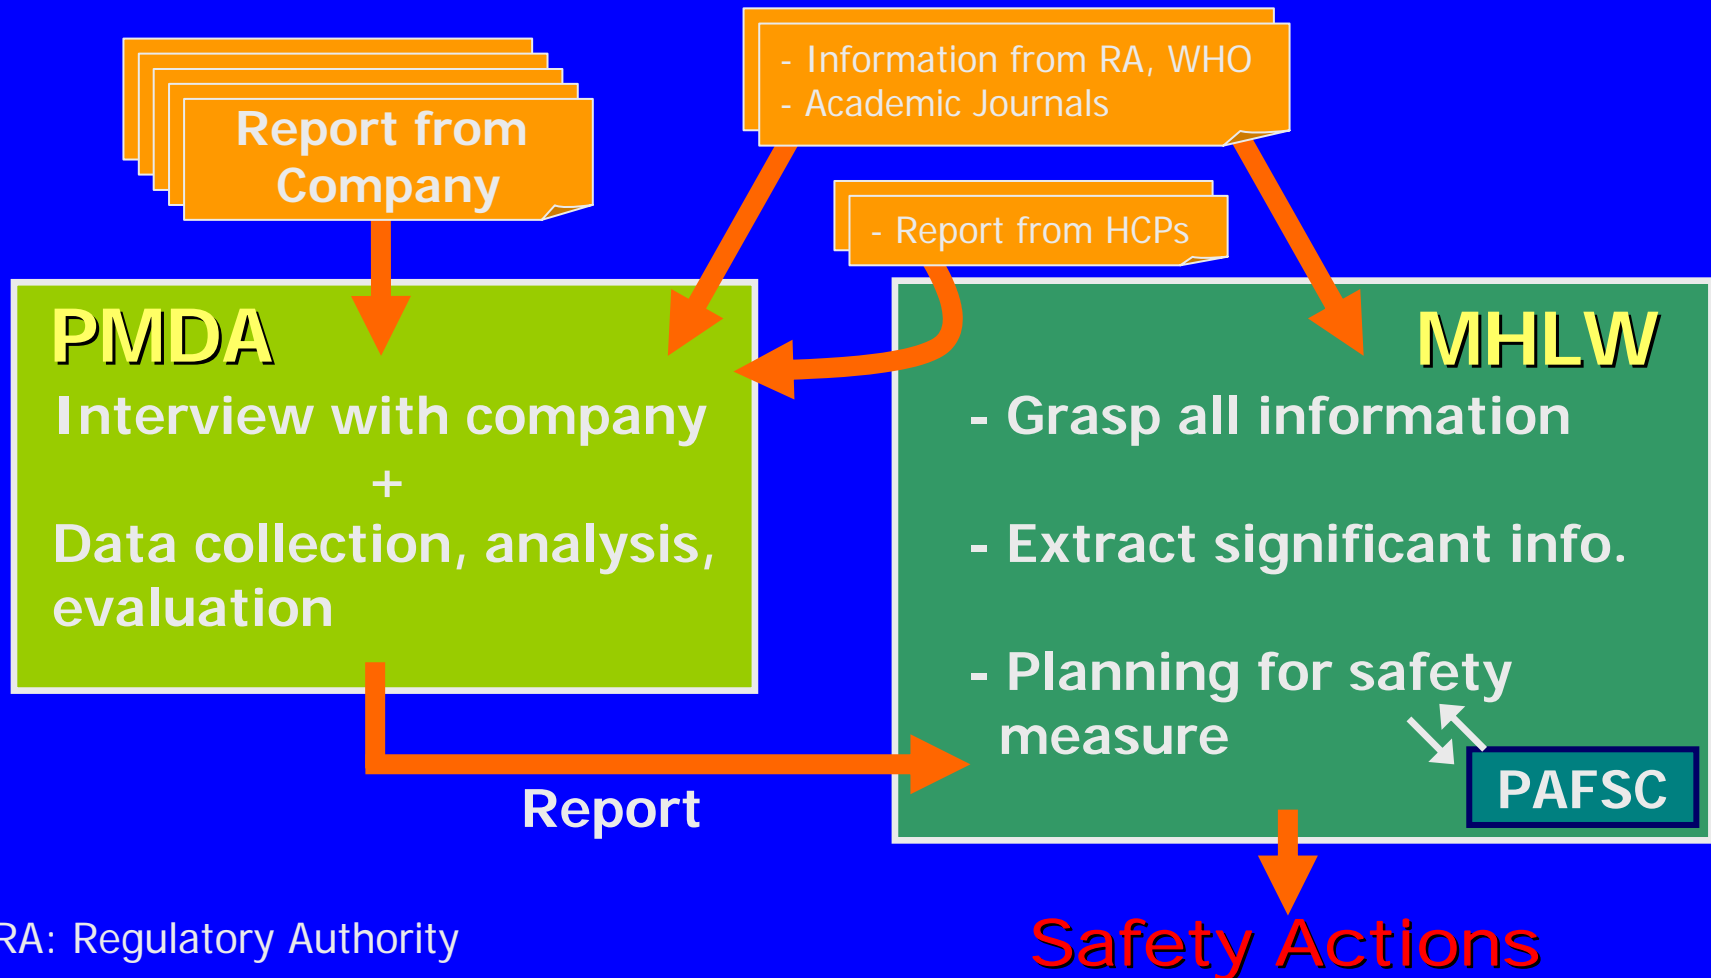 Report from
Company
- Information from RA, WHO
- Academic Journals
- Report from HCPs
PMDA
Interview with company
+
Data collection, analysis,
evaluation
MHLW
- Grasp all information
- Extract significant info.
- Planning for safety
measure
PAFSC
Report
RA: Regulatory Authority
Safety Actions